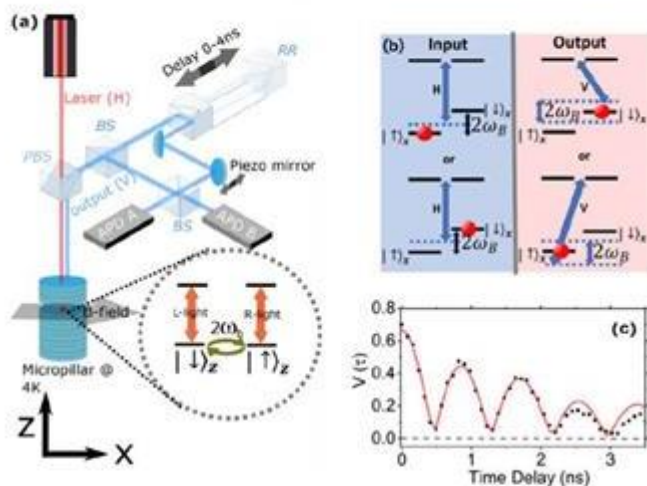 (a)
Delay 0-4ns
RR
Laser (H)
BS
PBS
output (V)
Piezo mirror
BS
APD A
APD B
B-field
L-light
R-light
|↓⟩z
|↑⟩z
Micropillar @
4K
Z
X
(b)
Input
Output
H
V
|↓⟩x
|↑⟩x
2ωB
2ωB
|↓⟩x
|↑⟩x
or
or
H
V
|↓⟩x
|↑⟩x
2ωB
|↓⟩x
|↑⟩x
2ωB
(c)
V (τ)
0.8
0.6
0.4
0.2
0.0
0
1
2
3
Time Delay (ns)